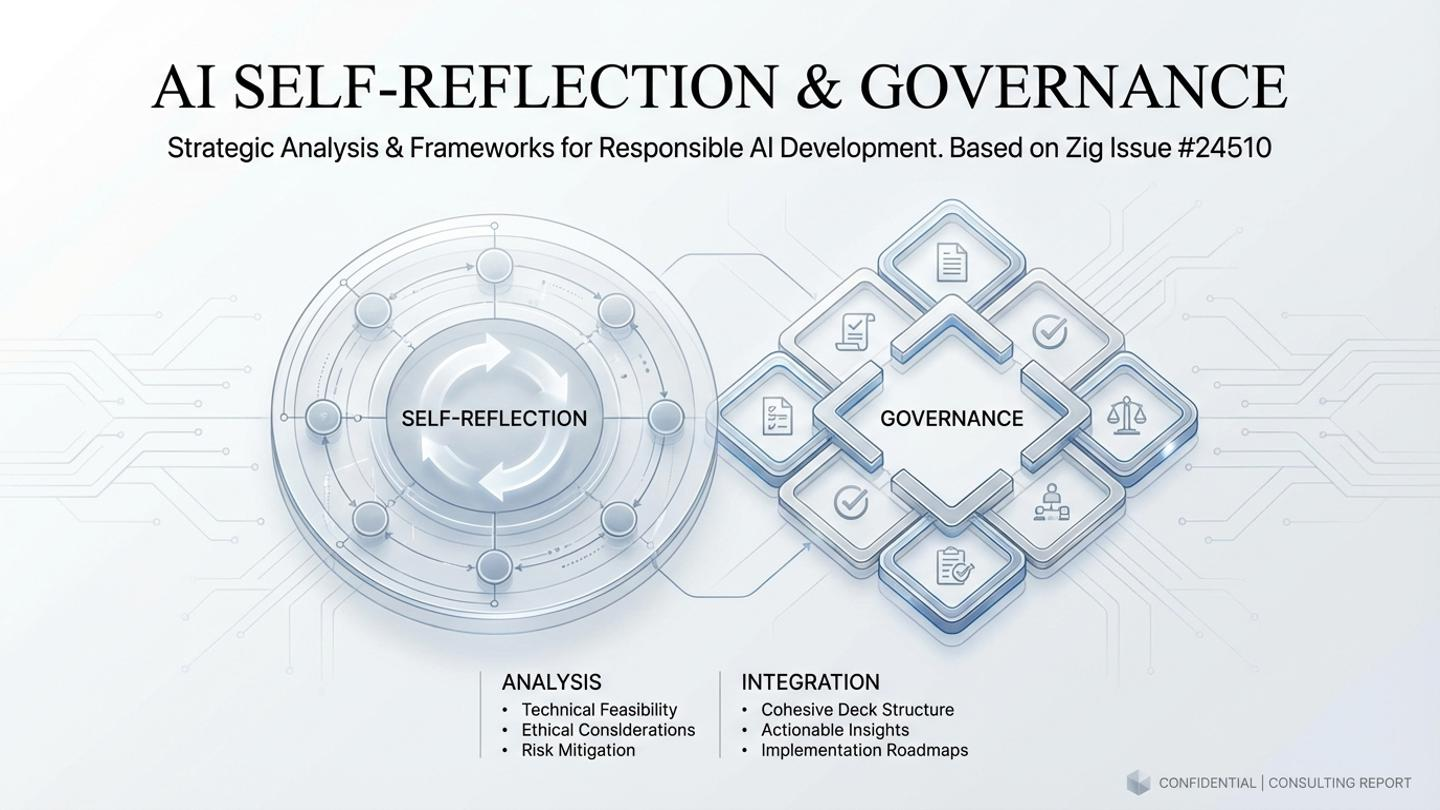 AI SELF-REFLECTION & GOVERNANCE
Strategic Analysis & Frameworks for Responsible AI Development. Based on Zig Issue #24510
SELF-REFLECTION
GOVERNANCE
ANALYSIS
• Technical Feasibility
• Ethical Conslderations
• Risk Mitigation
INTEGRATION
• Cohesive Deck Structure
• Actionable Insights
• Implementation Roadmaps
CONFIDENTIAL | CONSULTING REPORT